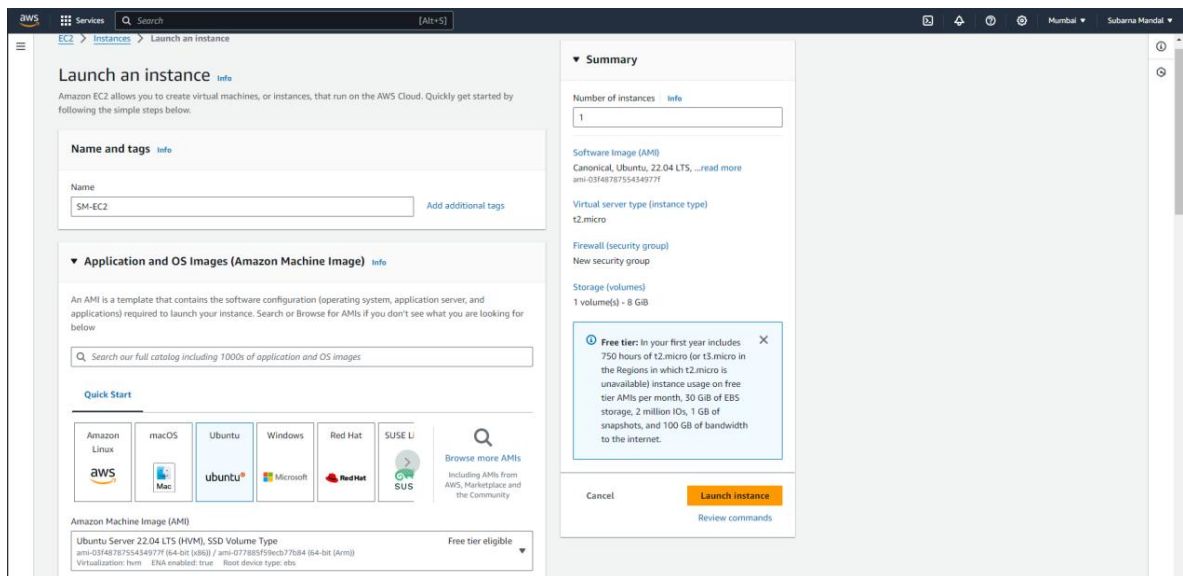 aws
Services
Search
[Alt+S]
Mumbai
Subarna Mandal
EC2 > Instances > Launch an instance
Launch an instance Info
Amazon EC2 allows you to create virtual machines, or instances, that run on the AWS Cloud. Quickly get started by
following the simple steps below.
Name and tags Info
Name
SM-EC2
Add additional tags
Application and OS Images (Amazon Machine Image) Info
An AMI is a template that contains the software configuration (operating system, application server, and
applications) required to launch your instance. Search or Browse for AMIs if you don't see what you are looking for
below
Search our full catalog including 1000s of application and OS images
Quick Start
Amazon
Linux
aws
macOS
Mac
Ubuntu
ubuntu
Windows
Microsoft
Red Hat
Red Hat
SUSE Li
SUS
Browse more AMIs
Including AMIs from
AWS, Marketplace and
the Community
Amazon Machine Image (AMI)
Ubuntu Server 22.04 LTS (HVM), SSD Volume Type
Free tier eligible
ami-03f4878755434977f (64-bit (x86)) / ami-077885f59ecb77b84 (64-bit (Arm))
Virtualization: hvm ENA enabled: true Root device type: ebs
Summary
Number of instances Info
1
Software Image (AMI)
Canonical, Ubuntu, 22.04 LTS, ...read more
ami-03f4878755434977f
Virtual server type (instance type)
t2.micro
Firewall (security group)
New security group
Storage (volumes)
1 volume(s) - 8 GiB
Free tier: In your first year includes
750 hours of t2.micro (or t3.micro in
the Regions in which t2.micro is
unavailable) instance usage on free
tier AMIs per month, 30 GiB of EBS
storage, 2 million IOs, 1 GB of
snapshots, and 100 GB of bandwidth
to the internet.
Cancel
Launch instance
Review commands